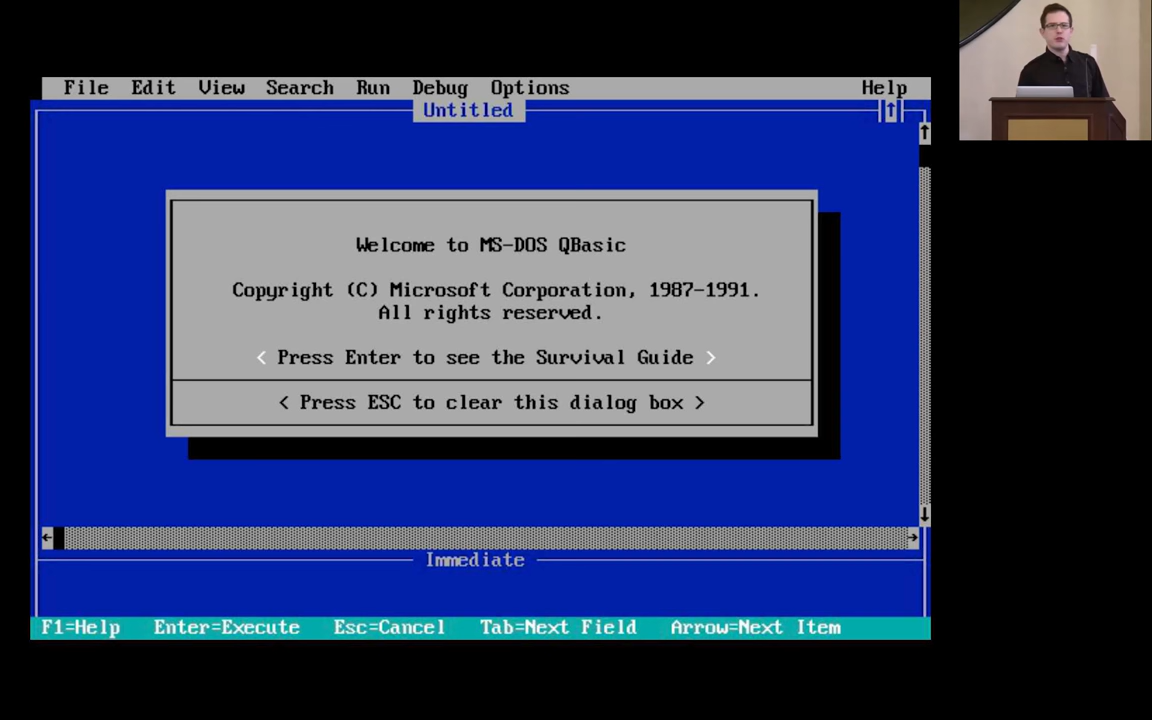 File Edit View Search Run Debug Options Help
Untitled
Welcome to MS-DOS QBasic
Copyright (C) Microsoft Corporation, 1987-1991.
All rights reserved.
< Press Enter to see the Survival Guide >
< Press ESC to clear this dialog box >
Immediate
F1=Help Enter=Execute Esc=Cancel Tab=Next Field Arrow=Next Item